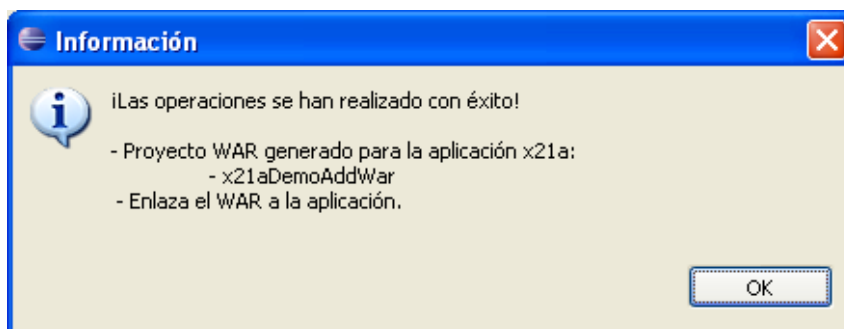 Información
¡Las operaciones se han realizado con éxito!
- Proyecto WAR generado para la aplicación x21a:
- x21aDemoAddWar
- Enlaza el WAR a la aplicación.
OK